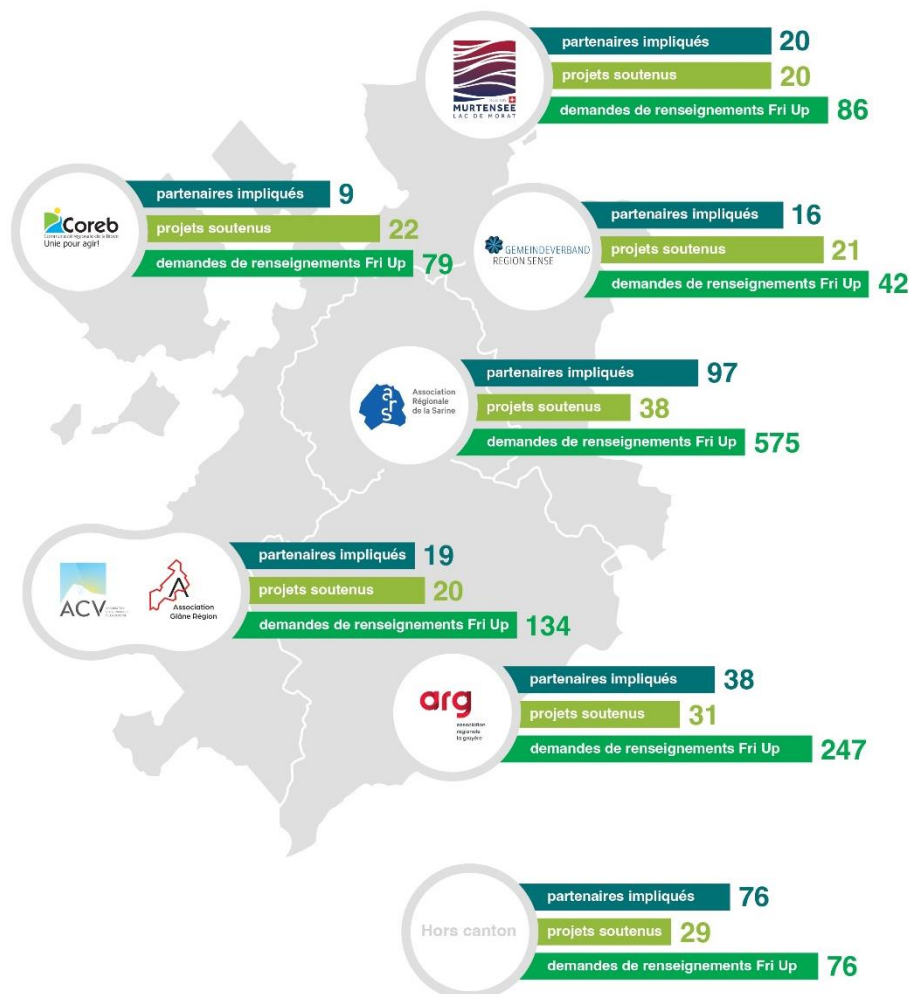 MURTENSEE
LAC DE MORAT
partenaires impliqués 20
projets soutenus 20
demandes de renseignements Fri Up 86
Coreb
Unie pour agir!
partenaires impliqués 9
projets soutenus 22
demandes de renseignements Fri Up 79
GEMEINDEVERBAND
REGION SENSE
partenaires impliqués 16
projets soutenus 21
demandes de renseignements Fri Up 42
ars
Association
Régionale
de la Sarine
partenaires impliqués 97
projets soutenus 38
demandes de renseignements Fri Up 575
ACV
Association
Glâne Région
partenaires impliqués 19
projets soutenus 20
demandes de renseignements Fri Up 134
arg
association
régionale
la gruyère
partenaires impliqués 38
projets soutenus 31
demandes de renseignements Fri Up 247
Hors canton
partenaires impliqués 76
projets soutenus 29
demandes de renseignements Fri Up 76